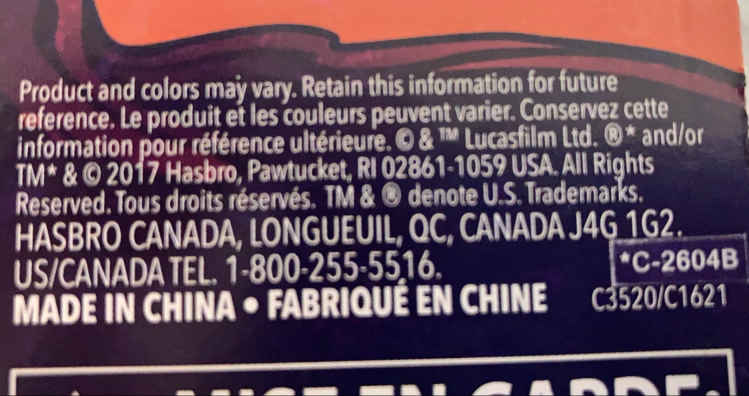 Product and colors may vary. Retain this information for future
reference. Le produit et les couleurs peuvent varier. Conservez cette
information pour référence ultérieure. © & ™ Lucasfilm Ltd. ®* and/or
TM* & © 2017 Hasbro, Pawtucket, RI 02861-1059 USA. All Rights
Reserved. Tous droits réservés. TM & ® denote U.S. Trademarks.
HASBRO CANADA, LONGUEUIL, QC, CANADA J4G 1G2.
US/CANADA TEL. 1-800-255-5516.
*C-2604B
MADE IN CHINA • FABRIQUÉ EN CHINE
C3520/C1621
MISE EN GARDE: